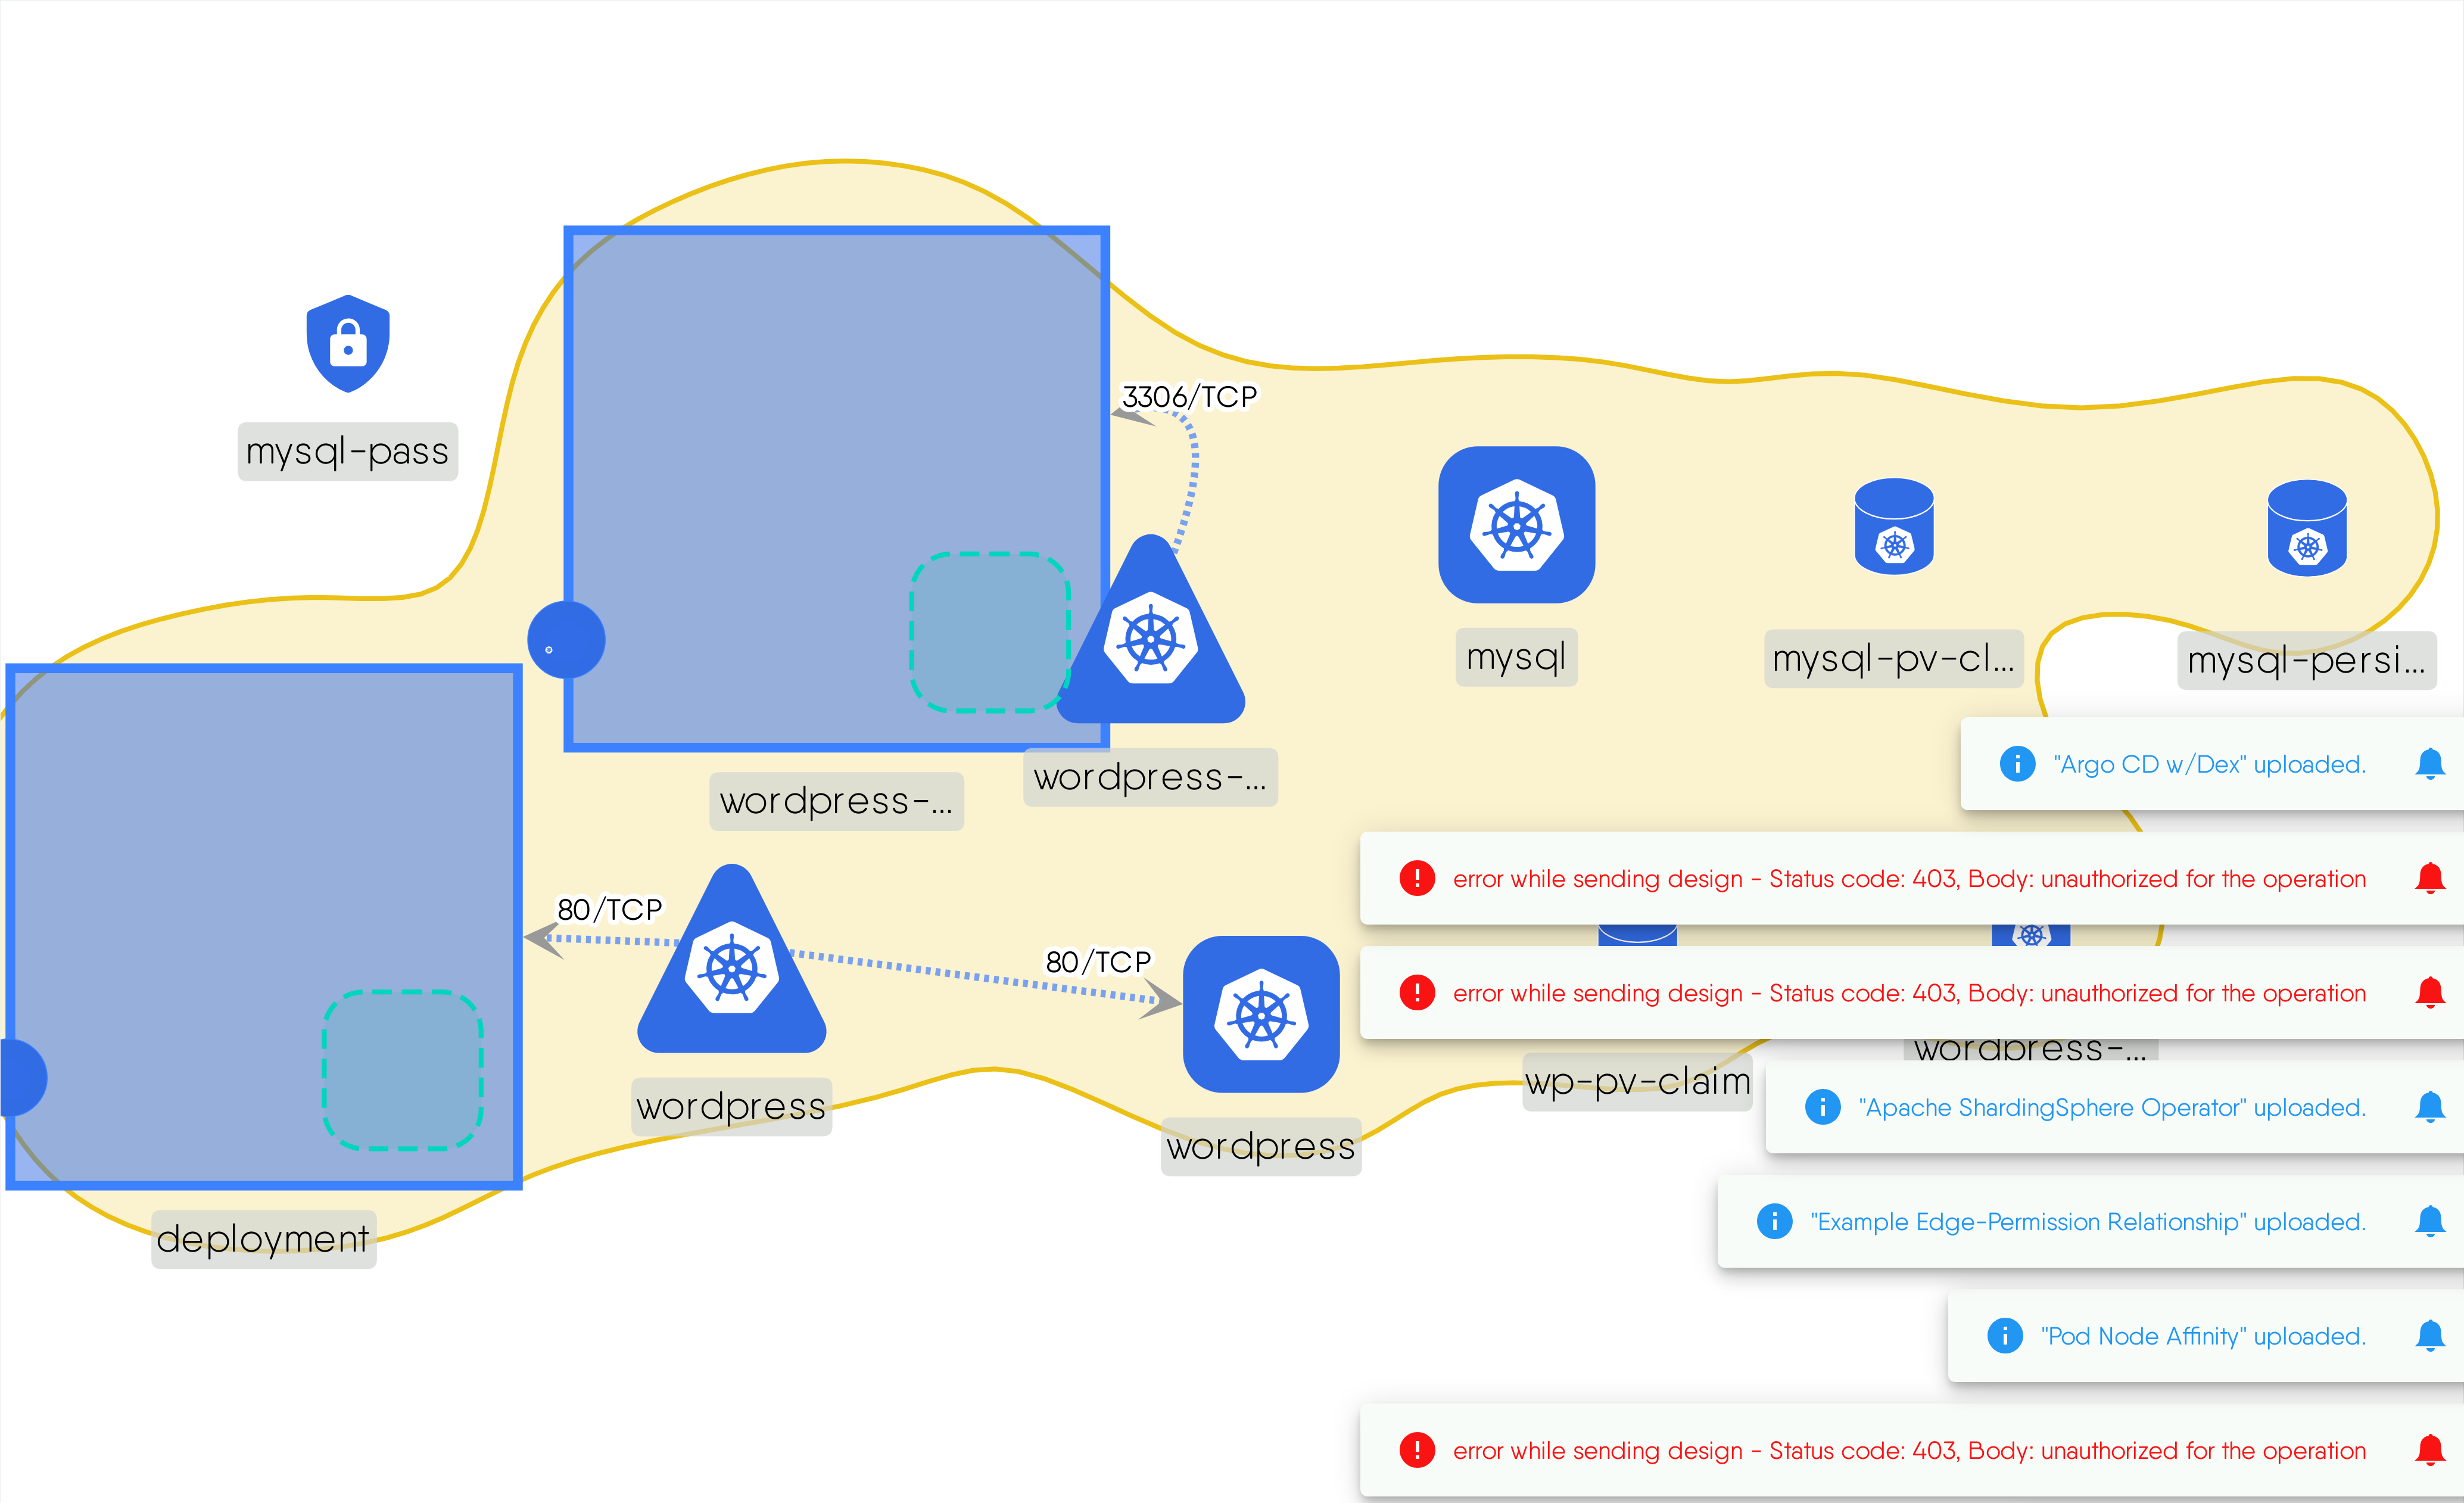 3306/TCP
mysql-pass
mysql
mysql-pv-cl...
mysql-persi...
wordpress-...
wordpress-...
"Argo CD w/Dex" uploaded.
error while sending design - Status code: 403, Body: unauthorized for the operation
80/TCP
80/TCP
error while sending design - Status code: 403, Body: unauthorized for the operation
wordpress-...
wp-pv-claim
wordpress
"Apache ShardingSphere Operator" uploaded.
wordpress
deployment
"Example Edge-Permission Relationship" uploaded.
"Pod Node Affinity" uploaded.
error while sending design - Status code: 403, Body: unauthorized for the operation